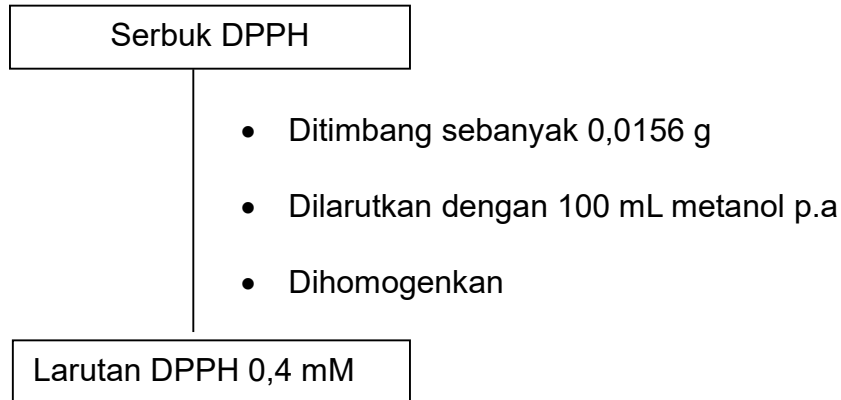 Serbuk DPPH
• Ditimbang sebanyak 0,0156 g
• Dilarutkan dengan 100 mL metanol p.a
• Dihomogenkan
Larutan DPPH 0,4 mM